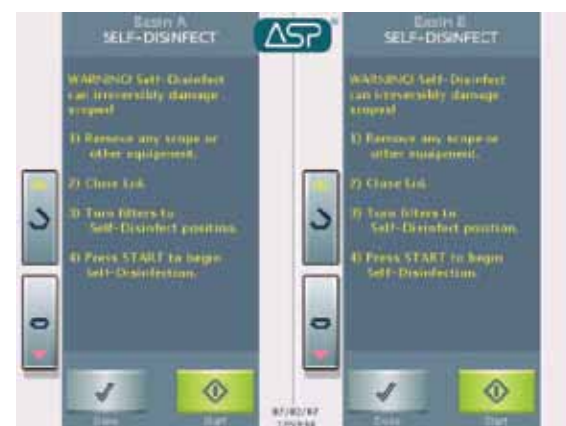 Basin A
SELF-DISINFECT
WARNING! Self-Disinfect
can irreversibly damage
scopes!
1) Remove any scope or
other equipment.
2) Close Lid.
3) Turn filters to
Self-Disinfect position.
4) Press START to begin
Self-Disinfection.
Start
ASP
07/02/07
Basin B
SELF-DISINFECT
WARNING! Self-Disinfect
can irreversibly damage
scopes!
1) Remove any scope or
other equipment.
2) Close Lid.
3) Turn filters to
Self-Disinfect position.
4) Press START to begin
Self-Disinfection.
Start